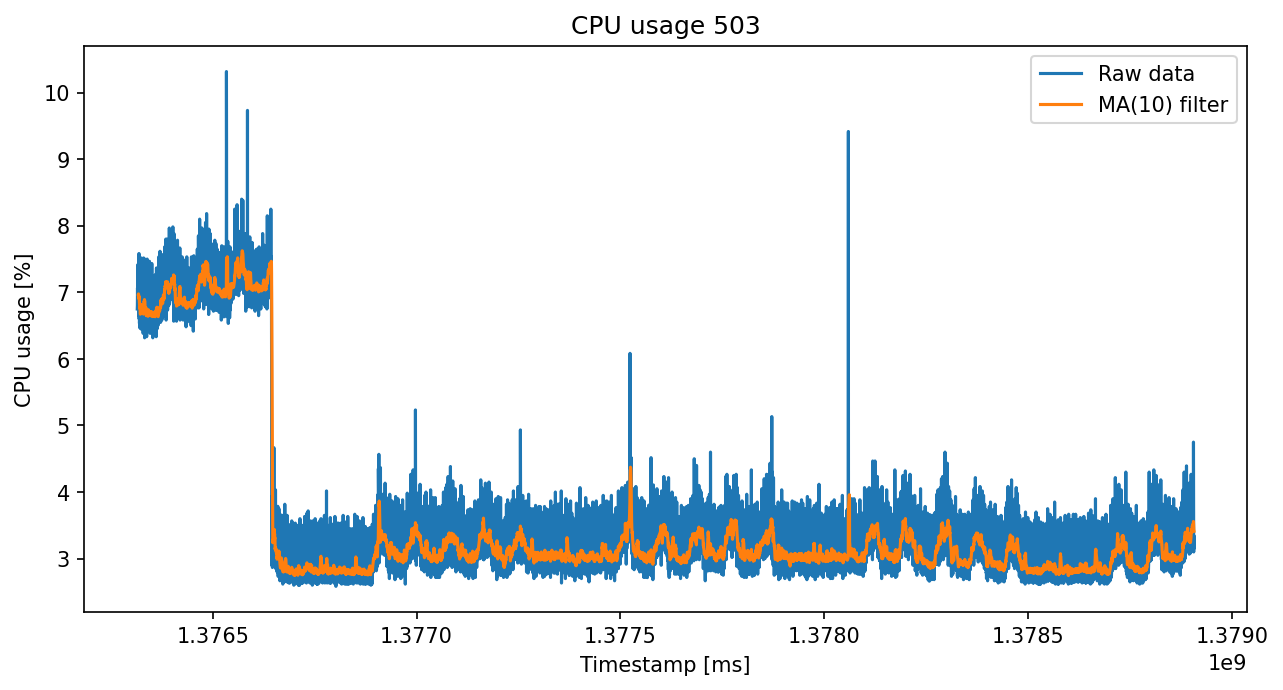 CPU usage 503
Raw data
MA(10) filter
CPU usage [%]
10
9
8
7
6
5
4
3
1.3765
1.3770
1.3775
1.3780
1.3785
1.3790
1e9
Timestamp [ms]